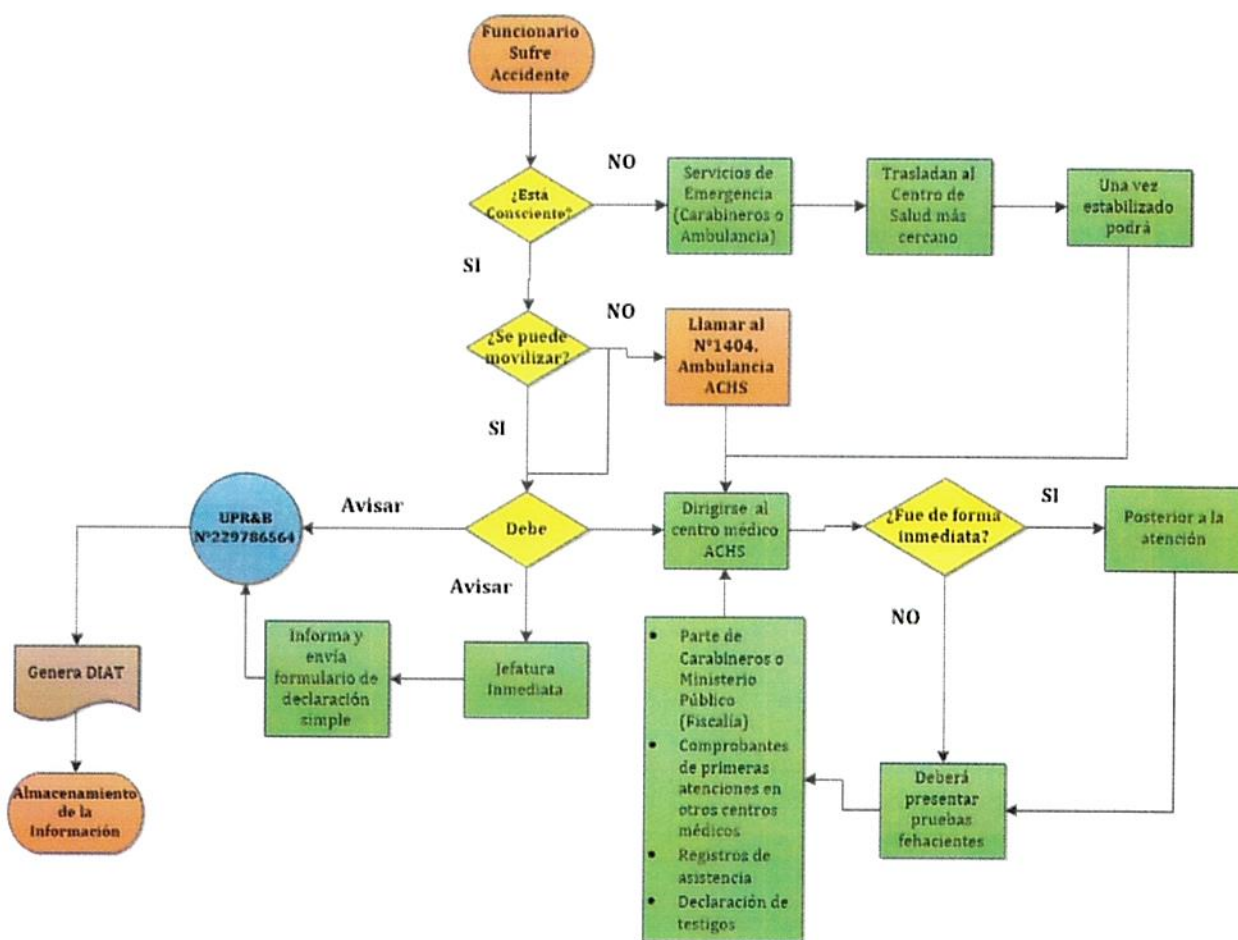 Funcionario
Sufre
Accidente
NO
¿Está
Consciente?
Servicios de
Emergencia
(Carabineros o
Ambulancia)
Trasladan al
Centro de
Salud más
cercano
Una vez
estabilizado
podrá
SI
NO
¿Se puede
movilizar?
Llamar al
N°1404.
Ambulancia
ACHS
SI
UPR&B
N°229786564
Avisar
Debe
Dirigirse al
centro médico
ACHS
¿Fue de forma
inmediata?
SI
Posterior a la
atención
Avisar
NO
Genera DIAT
Informa y
envía
formulario de
declaración
simple
Jefatura
Inmediata
• Parte de
Carabineros o
Ministerio
Público
(Fiscalía)
• Comprobantes
de primeras
atenciones en
otros centros
médicos
• Registros de
asistencia
• Declaración de
testigos
Deberá
presentar
pruebas
fehacientes
Almacenamiento
de la
Información